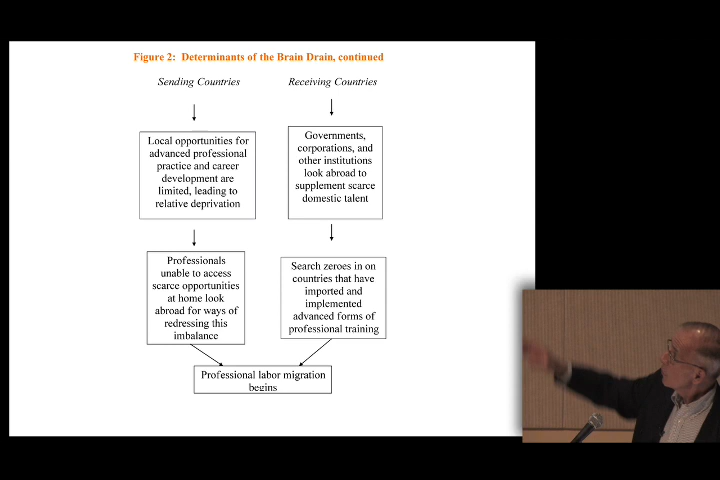 Figure 2:  Determinants of the Brain Drain, continued
Sending Countries
Receiving Countries
Local opportunities for
advanced professional
practice and career
development are
limited, leading to
relative deprivation
Governments,
corporations, and
other institutions
look abroad to
supplement scarce
domestic talent
Professionals
unable to access
scarce opportunities
at home look
abroad for ways of
redressing this
imbalance
Search zeroes in on
countries that have
imported and
implemented
advanced forms of
professional training
Professional labor migration
begins